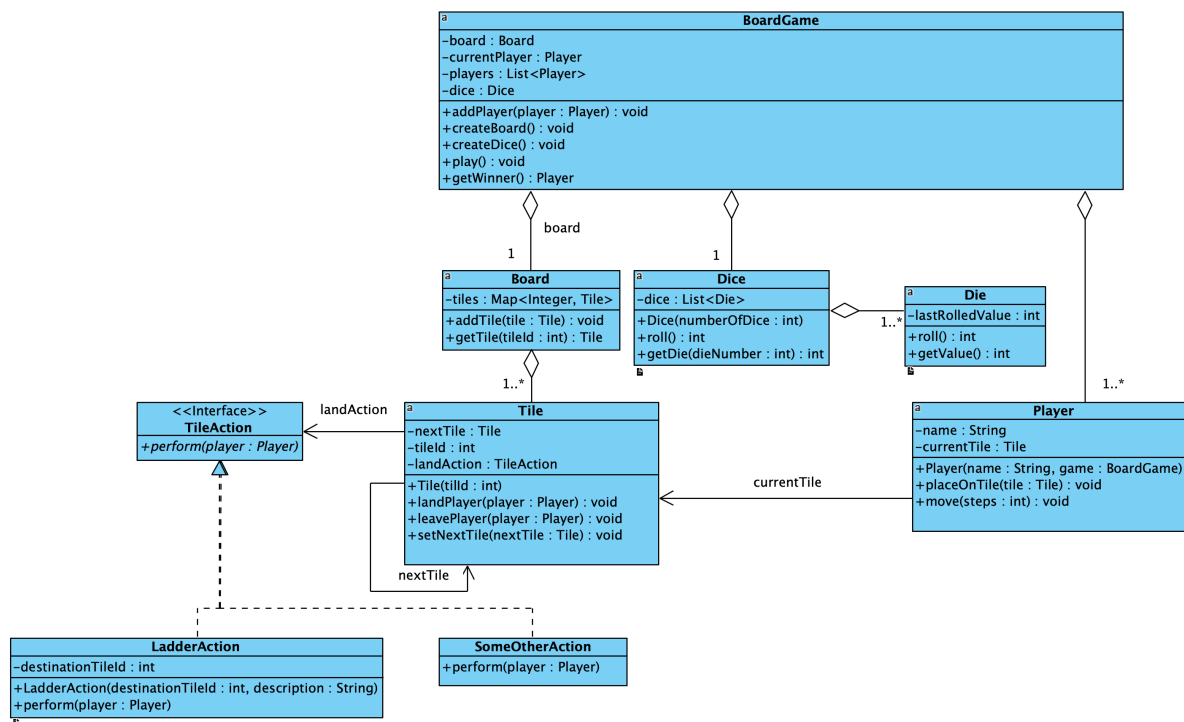 a
BoardGame
-board : Board
-currentPlayer : Player
-players : List<Player>
-dice : Dice
+addPlayer(player : Player) : void
+createBoard() : void
+createDice() : void
+play() : void
+getWinner() : Player
board
1
1
1..*
a
Board
-tiles : Map<Integer, Tile>
+addTile(tile : Tile) : void
+getTile(tileId : int) : Tile
a
Dice
-dice : List<Die>
+Dice(numberOfDice : int)
+roll() : int
+getDie(dieNumber : int) : int
1..*
a
Die
-lastRolledValue : int
+roll() : int
+getValue() : int
1..*
<<Interface>>
TileAction
+perform(player : Player)
landAction
a
Tile
-nextTile : Tile
-tileId : int
-landAction : TileAction
+Tile(tilId : int)
+landPlayer(player : Player) : void
+leavePlayer(player : Player) : void
+setNextTile(nextTile : Tile) : void
nextTile
currentTile
a
Player
-name : String
-currentTile : Tile
+Player(name : String, game : BoardGame)
+placeOnTile(tile : Tile) : void
+move(steps : int) : void
LadderAction
-destinationTileId : int
+LadderAction(destinationTileId : int, description : String)
+perform(player : Player)
SomeOtherAction
+perform(player : Player)